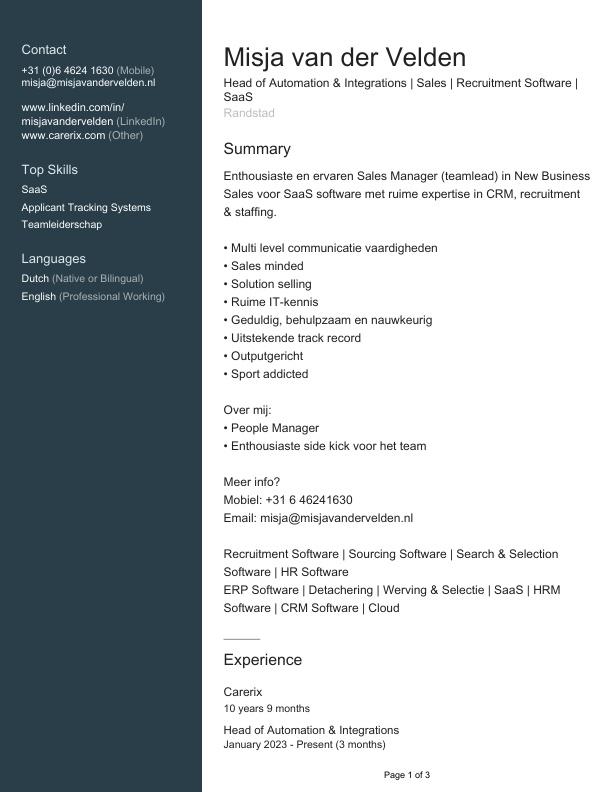 Contact
+31 (0)6 4624 1630 (Mobile)
misja@misjavandervelden.nl
www.linkedin.com/in/
misjavandervelden (LinkedIn)
www.carerix.com (Other)
Top Skills
SaaS
Applicant Tracking Systems
Teamleiderschap
Languages
Dutch (Native or Bilingual)
English (Professional Working)
Misja van der Velden
Head of Automation & Integrations | Sales | Recruitment Software |
SaaS
Randstad
Summary
Enthousiaste en ervaren Sales Manager (teamlead) in New Business
Sales voor SaaS software met ruime expertise in CRM, recruitment
& staffing.
• Multi level communicatie vaardigheden
• Sales minded
• Solution selling
• Ruime IT-kennis
• Geduldig, behulpzaam en nauwkeurig
• Uitstekende track record
• Outputgericht
• Sport addicted
Over mij:
• People Manager
• Enthousiaste side kick voor het team
Meer info?
Mobiel: +31 6 46241630
Email: misja@misjavandervelden.nl
Recruitment Software | Sourcing Software | Search & Selection
Software | HR Software
ERP Software | Detachering | Werving & Selectie | SaaS | HRM
Software | CRM Software | Cloud
Experience
Carerix
10 years 9 months
Head of Automation & Integrations
January 2023 - Present (3 months)
Page 1 of 3